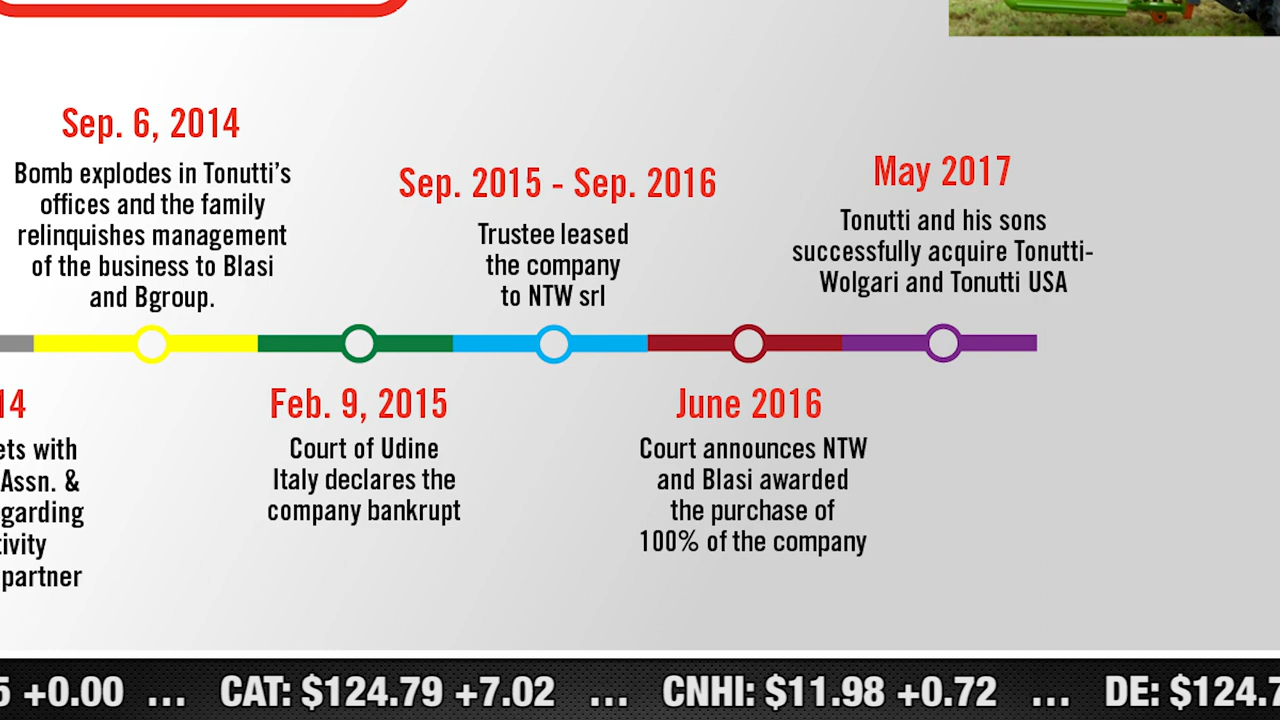 Sep. 6, 2014
Bomb explodes in Tonutti's
offices and the family
relinquishes management
of the business to Blasi
and Bgroup.
Sep. 2015 - Sep. 2016
Trustee leased
the company
to NTW srl
May 2017
Tonutti and his sons
successfully acquire Tonutti-
Wolgari and Tonutti USA
14
with
Assn. &
partner
Feb. 9, 2015
Court of Udine
Italy declares the
company bankrupt
June 2016
Court announces NTW
and Blasi awarded
the purchase of
100% of the company
5 +0.00 ... CAT: $124.79 +7.02 ... CNHI: $11.98 +0.72 ... DE: $124.7